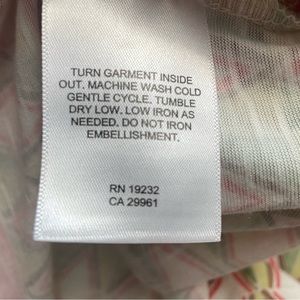 TURN GARMENT INSIDE
OUT. MACHINE WASH COLD
GENTLE CYCLE. TUMBLE
DRY LOW. LOW IRON AS
NEEDED. DO NOT IRON
EMBELLISHMENT.
RN 19232
CA 29961